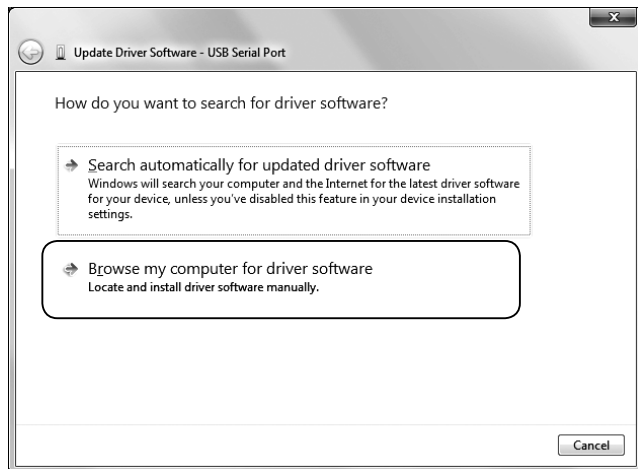 X
Update Driver Software - USB Serial Port
How do you want to search for driver software?
Search automatically for updated driver software
Windows will search your computer and the Internet for the latest driver software
for your device, unless you've disabled this feature in your device installation
settings.
Browse my computer for driver software
Locate and install driver software manually.
Cancel